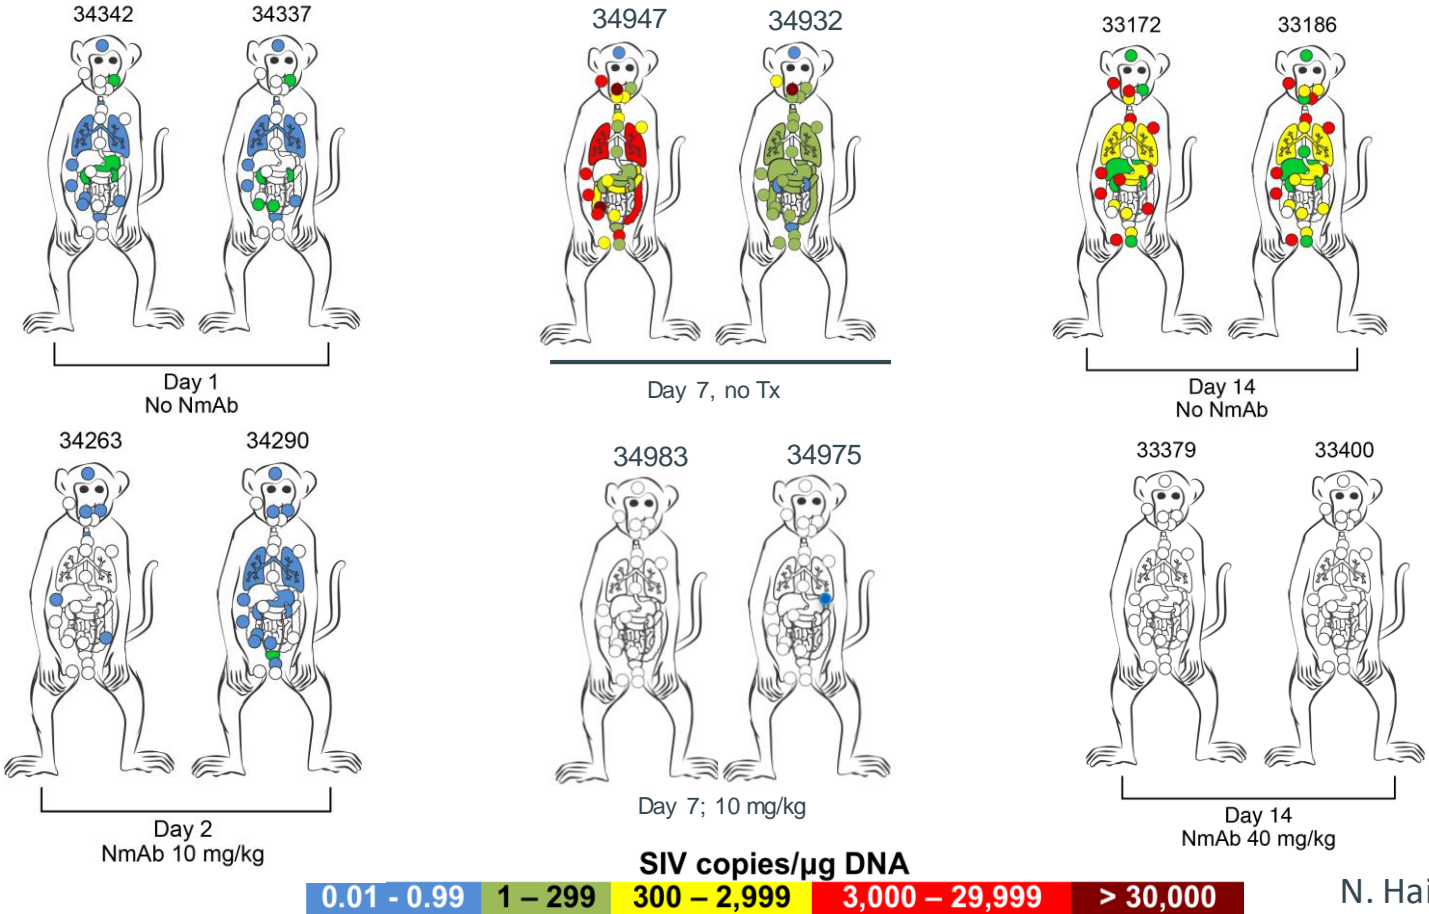 34342 34337
34947 34932
33172 33186
Day 1
No NmAb
Day 7, no Tx
Day 14
No NmAb
34263 34290
34983 34975
33379 33400
Day 2
NmAb 10 mg/kg
Day 7; 10 mg/kg
Day 14
NmAb 40 mg/kg
SIV copies/µg DNA
0.01 - 0.99 1 – 299 300 – 2,999 3,000 – 29,999 > 30,000
N. Hai